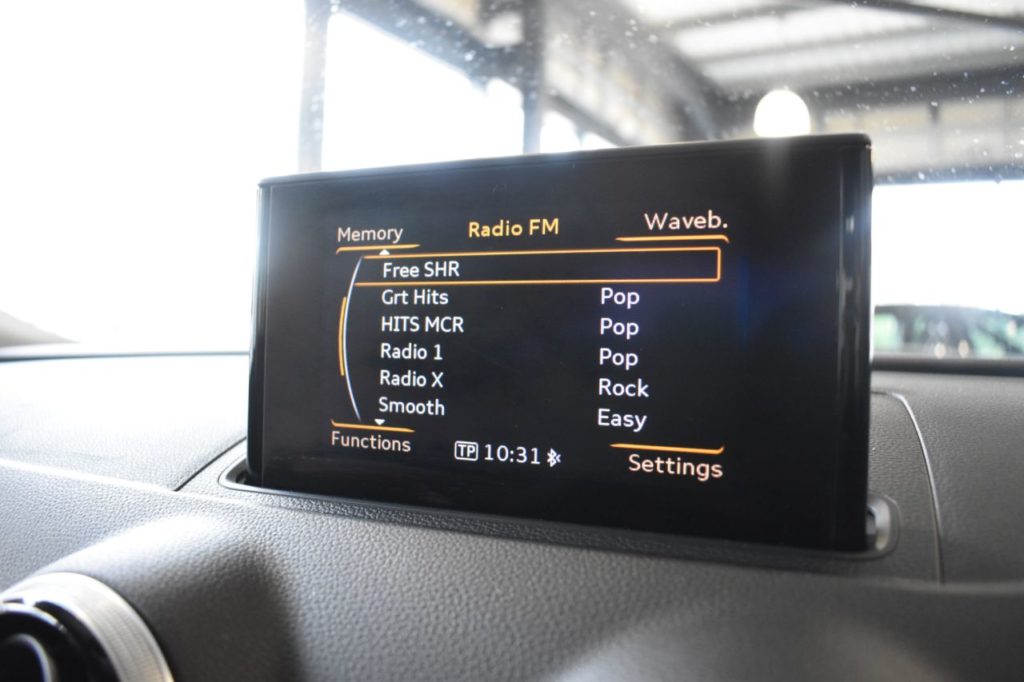 Memory Radio FM Waveb.
Free SHR
Grt Hits Pop
HITS MCR Pop
Radio 1 Pop
Radio X Rock
Smooth Easy
Functions TP 10:31 Settings